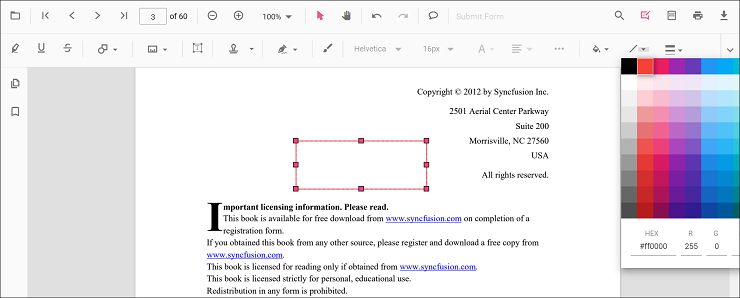 3 of 60
100%
Submit Form
Helvetica
16px
A
Copyright © 2012 by Syncfusion Inc.
2501 Aerial Center Parkway
Suite 200
Morrisville, NC 27560
USA
All rights reserved.
Important licensing information. Please read.
This book is available for free download from www.syncfusion.com on completion of a
registration form.
If you obtained this book from any other source, please register and download a free copy from
www.syncfusion.com.
This book is licensed for reading only if obtained from www.syncfusion.com.
This book is licensed strictly for personal, educational use.
Redistribution in any form is prohibited.
HEX R G
#ff0000 255 0